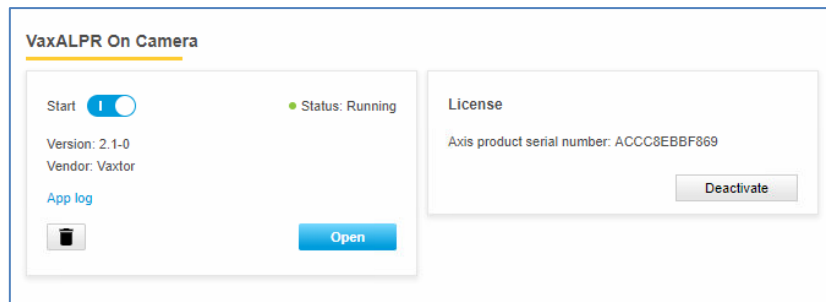 VaxALPR On Camera
Start
Status: Running
Version: 2.1-0
Vendor: Vaxtor
App log
Open
License
Axis product serial number: ACCC8EBBF869
Deactivate